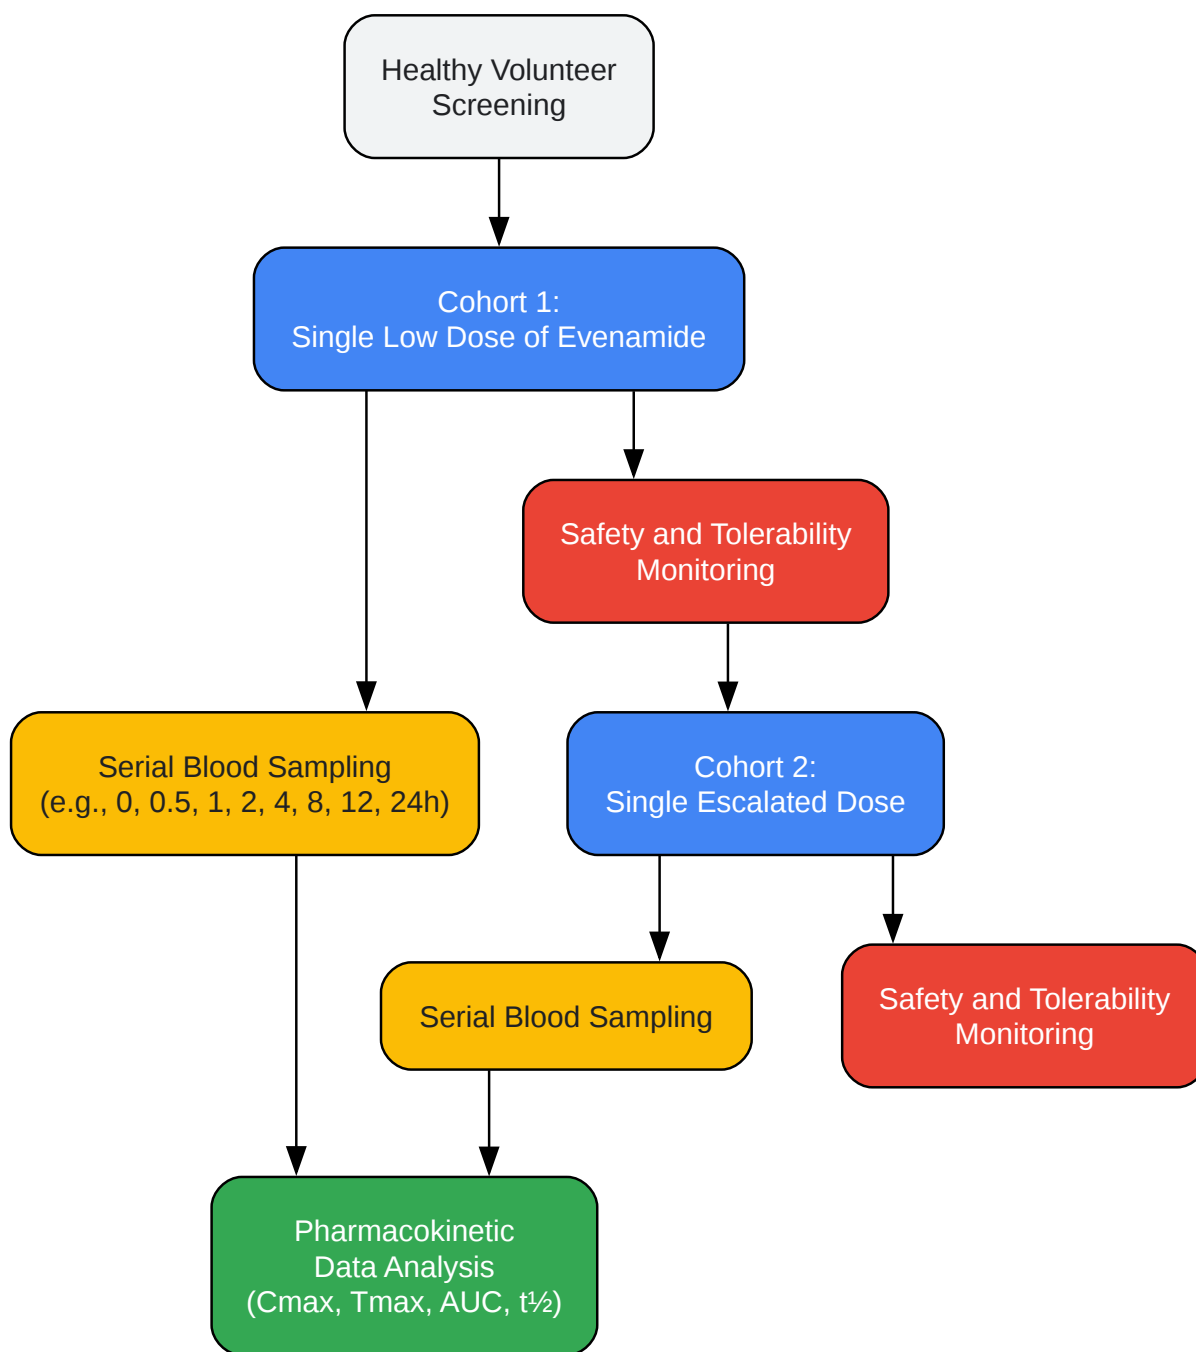 Healthy Volunteer
Screening
Cohort 1:
Single Low Dose of Evenamide
Safety and Tolerability
Monitoring
Serial Blood Sampling
(e.g., 0, 0.5, 1, 2, 4, 8, 12, 24h)
Cohort 2:
Single Escalated Dose
Serial Blood Sampling
Safety and Tolerability
Monitoring
Pharmacokinetic
Data Analysis
(Cmax, Tmax, AUC, t½)